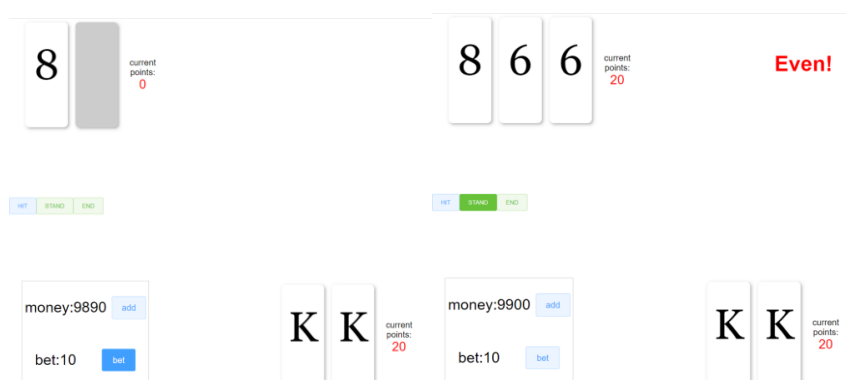 8
current
points:
0
HIT STAND END
money:9890 add
bet:10 bet
K K
current
points:
20
8 6 6
current
points:
20
Even!
HIT STAND END
money:9900 add
bet:10 bet
K K
current
points:
20